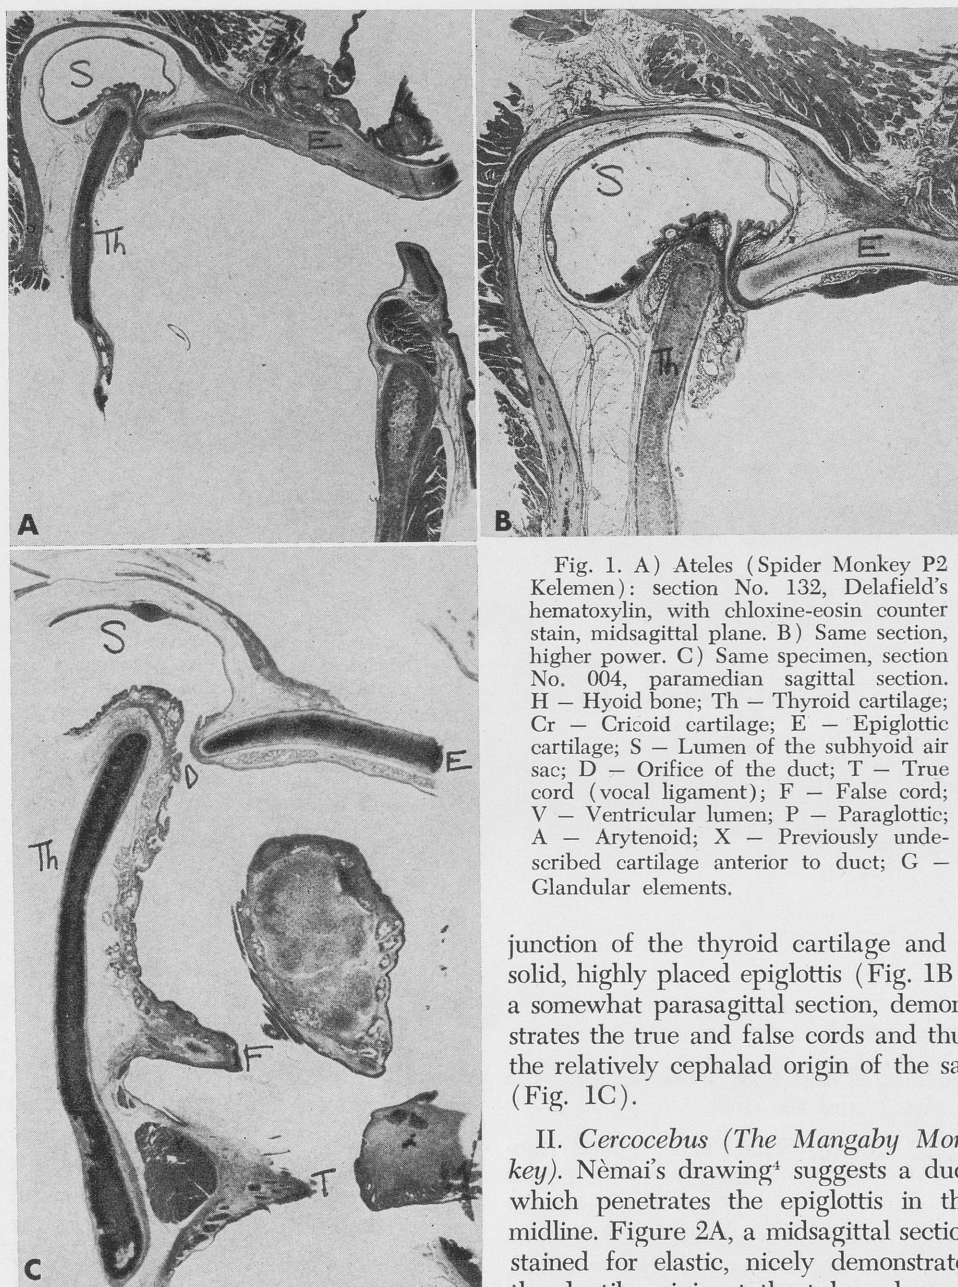 S
E
Th
A
S
E
Th
B
S
E
D
Th
F
T
C
Fig. 1. A) Ateles (Spider Monkey P2
Kelemen): section No. 132, Delafield's
hematoxylin, with chloxine-eosin counter
stain, midsagittal plane. B) Same section,
higher power. C) Same specimen, section
No. 004, paramedian sagittal section.
H – Hyoid bone; Th – Thyroid cartilage;
Cr – Cricoid cartilage; E – Epiglottic
cartilage; S – Lumen of the subhyoid air
sac; D – Orifice of the duct; T – True
cord (vocal ligament); F – False cord;
V – Ventricular lumen; P – Paraglottic;
A – Arytenoid; X – Previously unde-
scribed cartilage anterior to duct; G –
Glandular elements.
junction of the thyroid cartilage and
solid, highly placed epiglottis (Fig. 1B
a somewhat parasagittal section, demon
strates the true and false cords and thu
the relatively cephalad origin of the sa
(Fig. 1C).
II. Cercocebus (The Mangaby Mon
key). Nèmai's drawing⁴ suggests a duc
which penetrates the epiglottis in th
midline. Figure 2A, a midsagittal sectio
stained for elastic, nicely demonstrate